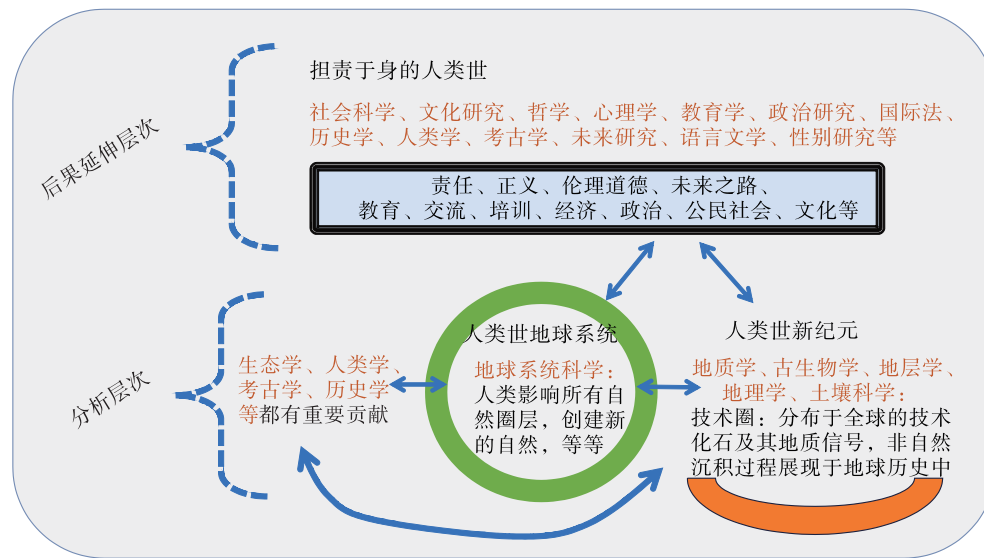 后果延伸层次
担责于身的人类世
社会科学、文化研究、哲学、心理学、教育学、政治研究、国际法、
历史学、人类学、考古学、未来研究、语言文学、性别研究等
责任、正义、伦理道德、未来之路、
教育、交流、培训、经济、政治、公民社会、文化等
分析层次
生态学、人类学、
考古学、历史学
等都有重要贡献
人类世地球系统
地球系统科学：
人类影响所有自
然圈层，创建新
的自然，等等
人类世新纪元
地质学、古生物学、地层学、
地理学、土壤科学：
技术圈：分布于全球的技术
化石及其地质信号，非自然
沉积过程展现于地球历史中